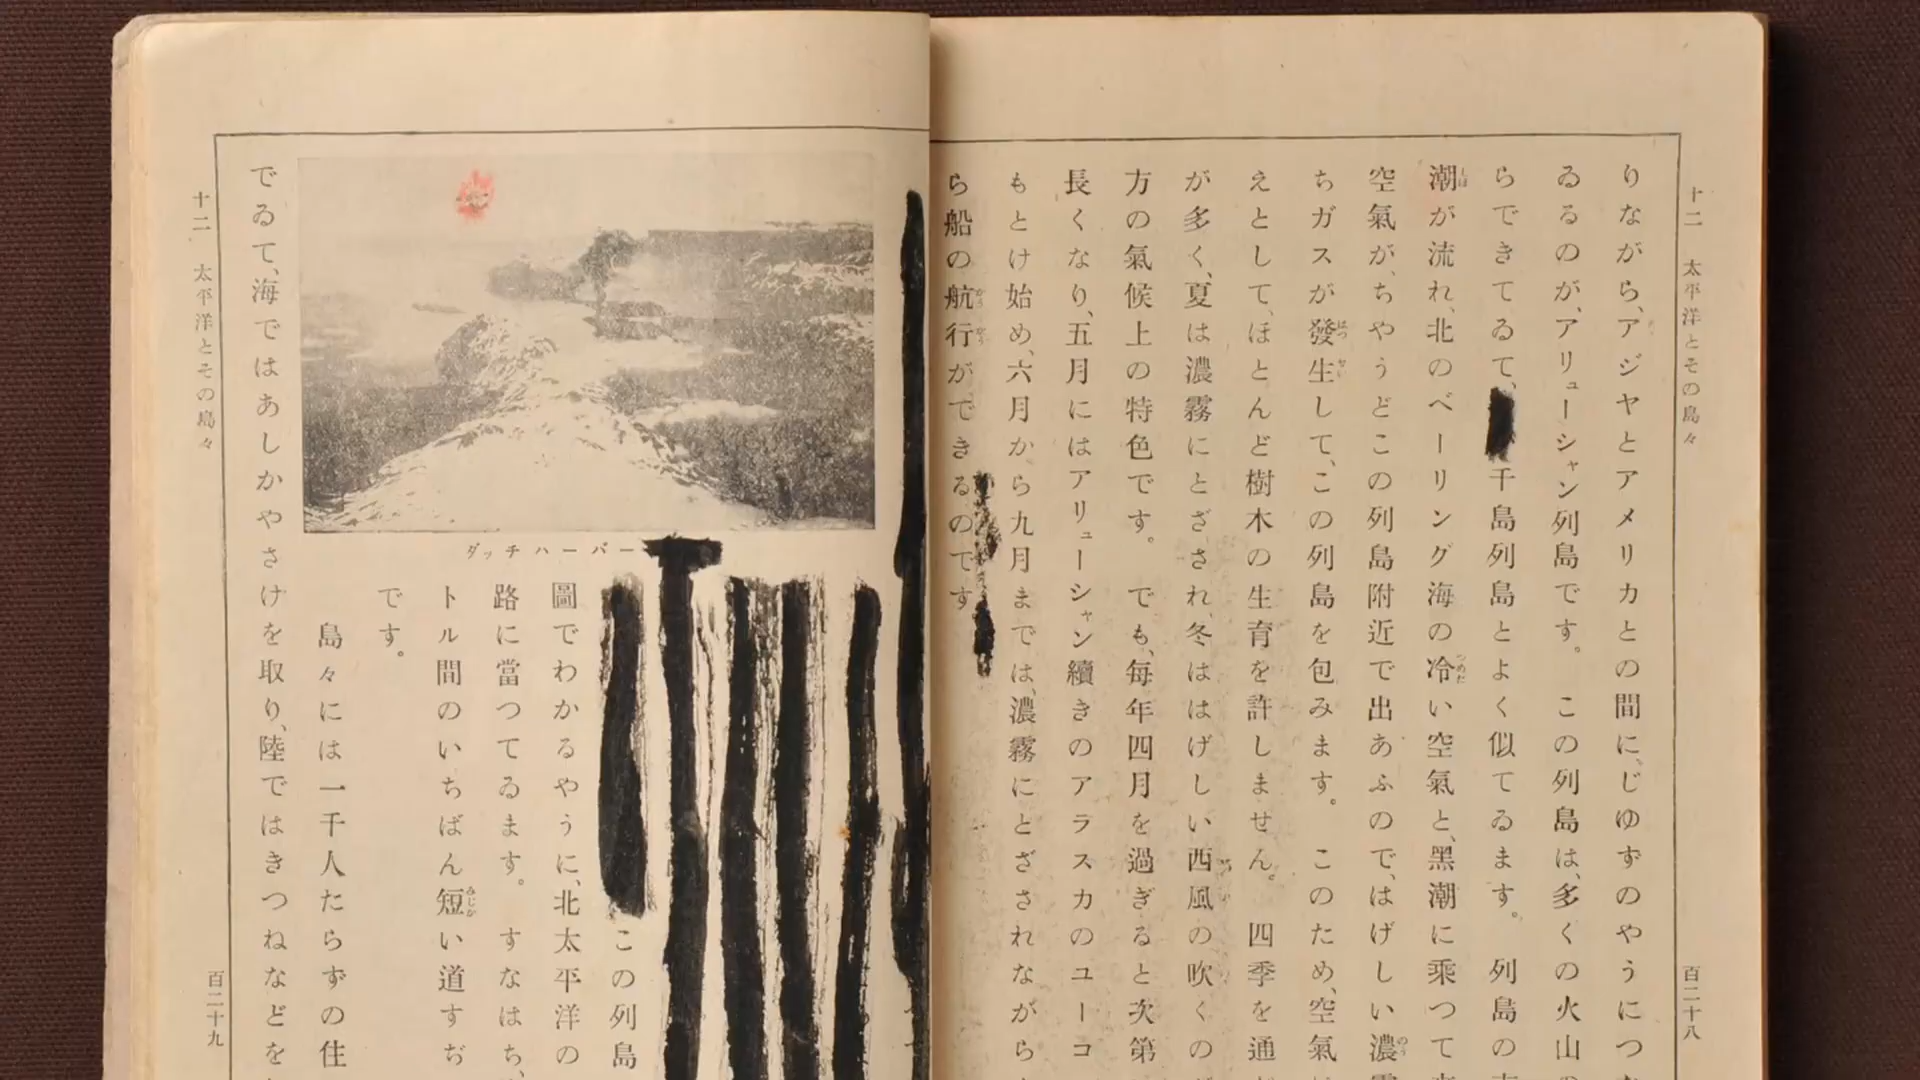 十二　太平洋とその島々
百二十八
りながら、アジヤとアメリカとの間に、じゆずのやうにつ
ゐるのが、アリューシャン列島です。　この列島は、多くの火山の
らできてゐて、
千島列島とよく似てゐます。　列島の
潮が流れ、北のベーリング海の冷い空氣と、黑潮に乘つて
空氣が、ちやうどこの列島附近で出あふので、はげしい濃
ちガスが發生して、この列島を包みます。　このため、空氣
えとして、ほとんど樹木の生育を許しません。　四季を通
が多く、夏は濃霧にとざされ、冬ははげしい西風の吹くの
方の氣候上の特色です。　でも、每年四月を過ぎると次第
長くなり、五月にはアリューシャン續きのアラスカのユーコ
もとけ始め、六月から九月までは、濃霧にとざされながら
ら船の航行ができるのです
ダッチハーバー
この列島
圖でわかるやうに、北太平洋の
路に當つてゐます。　すなはち、
トル間のいちばん短い道すぢ
です。
島々には一千人たらずの住
でゐて、海ではあしかやさけを取り、陸ではきつねなどを
十二　太平洋とその島々
百二十九